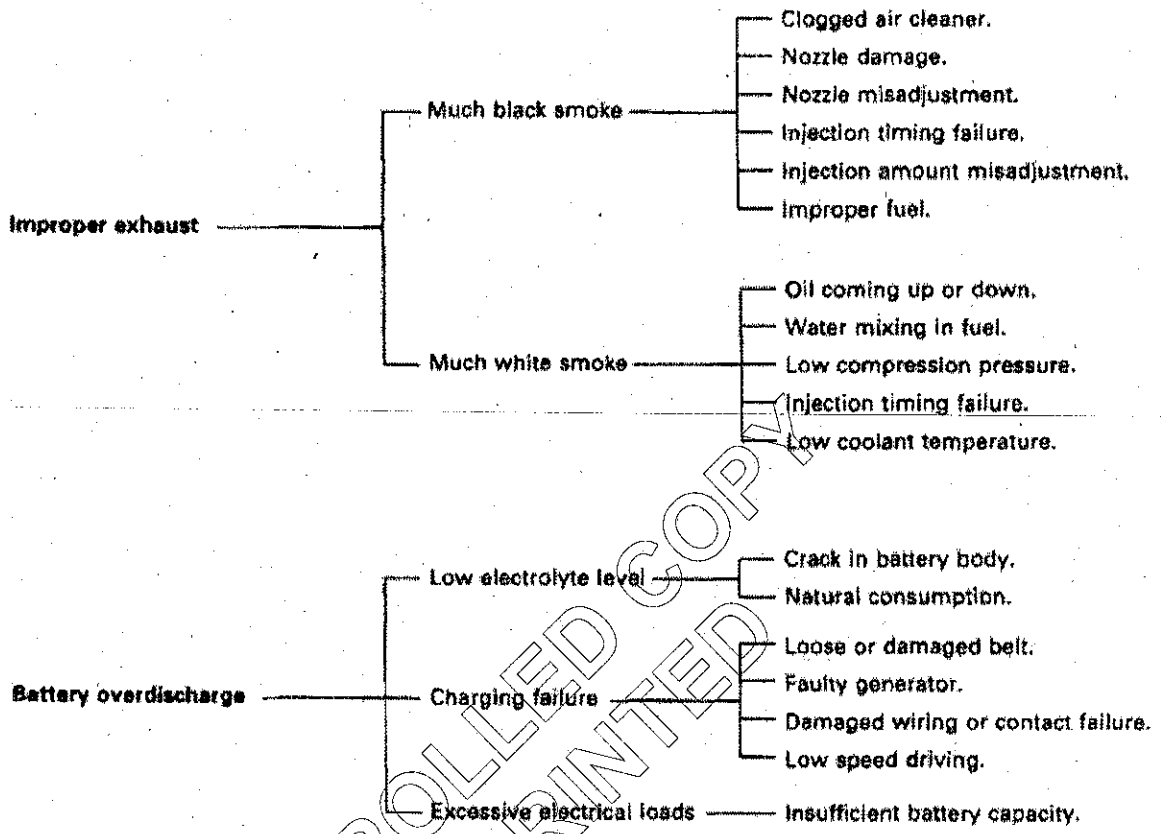 Clogged air cleaner.
Nozzle damage.
Much black smoke
Nozzle misadjustment.
Injection timing failure.
Injection amount misadjustment.
Improper exhaust
Improper fuel.
Oil coming up or down.
Water mixing in fuel.
Much white smoke
Low compression pressure.
Injection timing failure.
Low coolant temperature.
Low electrolyte level
Crack in battery body.
Natural consumption.
Battery overdischarge
Charging failure
Loose or damaged belt.
Faulty generator.
Damaged wiring or contact failure.
Low speed driving.
Excessive electrical loads
Insufficient battery capacity.
OLLED COPY
RINTED